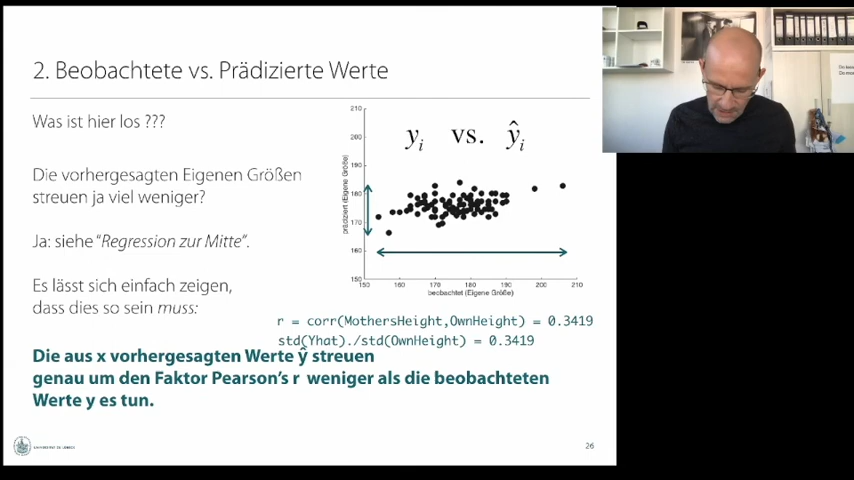 2. Beobachtete vs. Prädizierte Werte
Was ist hier los ???
Die vorhergesagten Eigenen Größen
streuen ja viel weniger?
Ja: siehe "Regression zur Mitte".
Es lässt sich einfach zeigen,
dass dies so sein muss:
210
200
190
180
170
160
150
prädiziert (Eigene Größe)
yᵢ vs. ŷᵢ
150 160 170 180 190 200 210
beobachtet (Eigene Größe)
r = corr(MothersHeight,OwnHeight) = 0.3419
std(Yhat)./std(OwnHeight) = 0.3419
Die aus x vorhergesagten Werte ŷ streuen
genau um den Faktor Pearson's r weniger als die beobachteten
Werte y es tun.
26